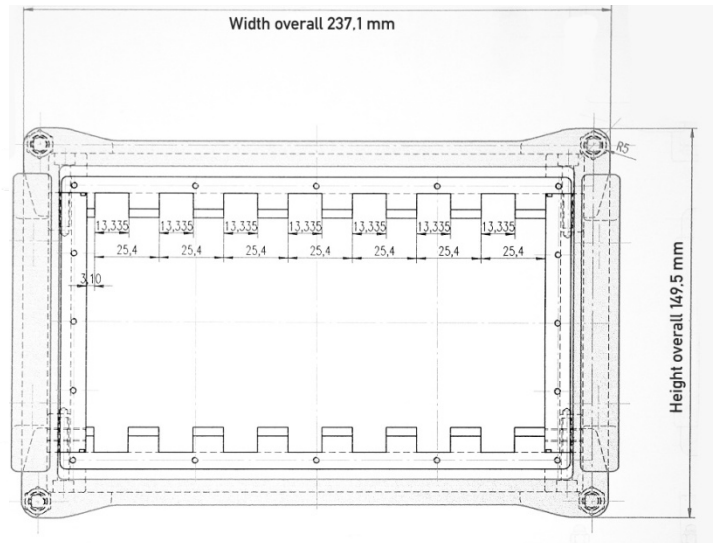 Width overall 237,1 mm
R5
13,335 13,335 13,335 13,335 13,335 13,335 13,335
25,4 25,4 25,4 25,4 25,4 25,4 25,4
3,10
Height overall 149,5 mm